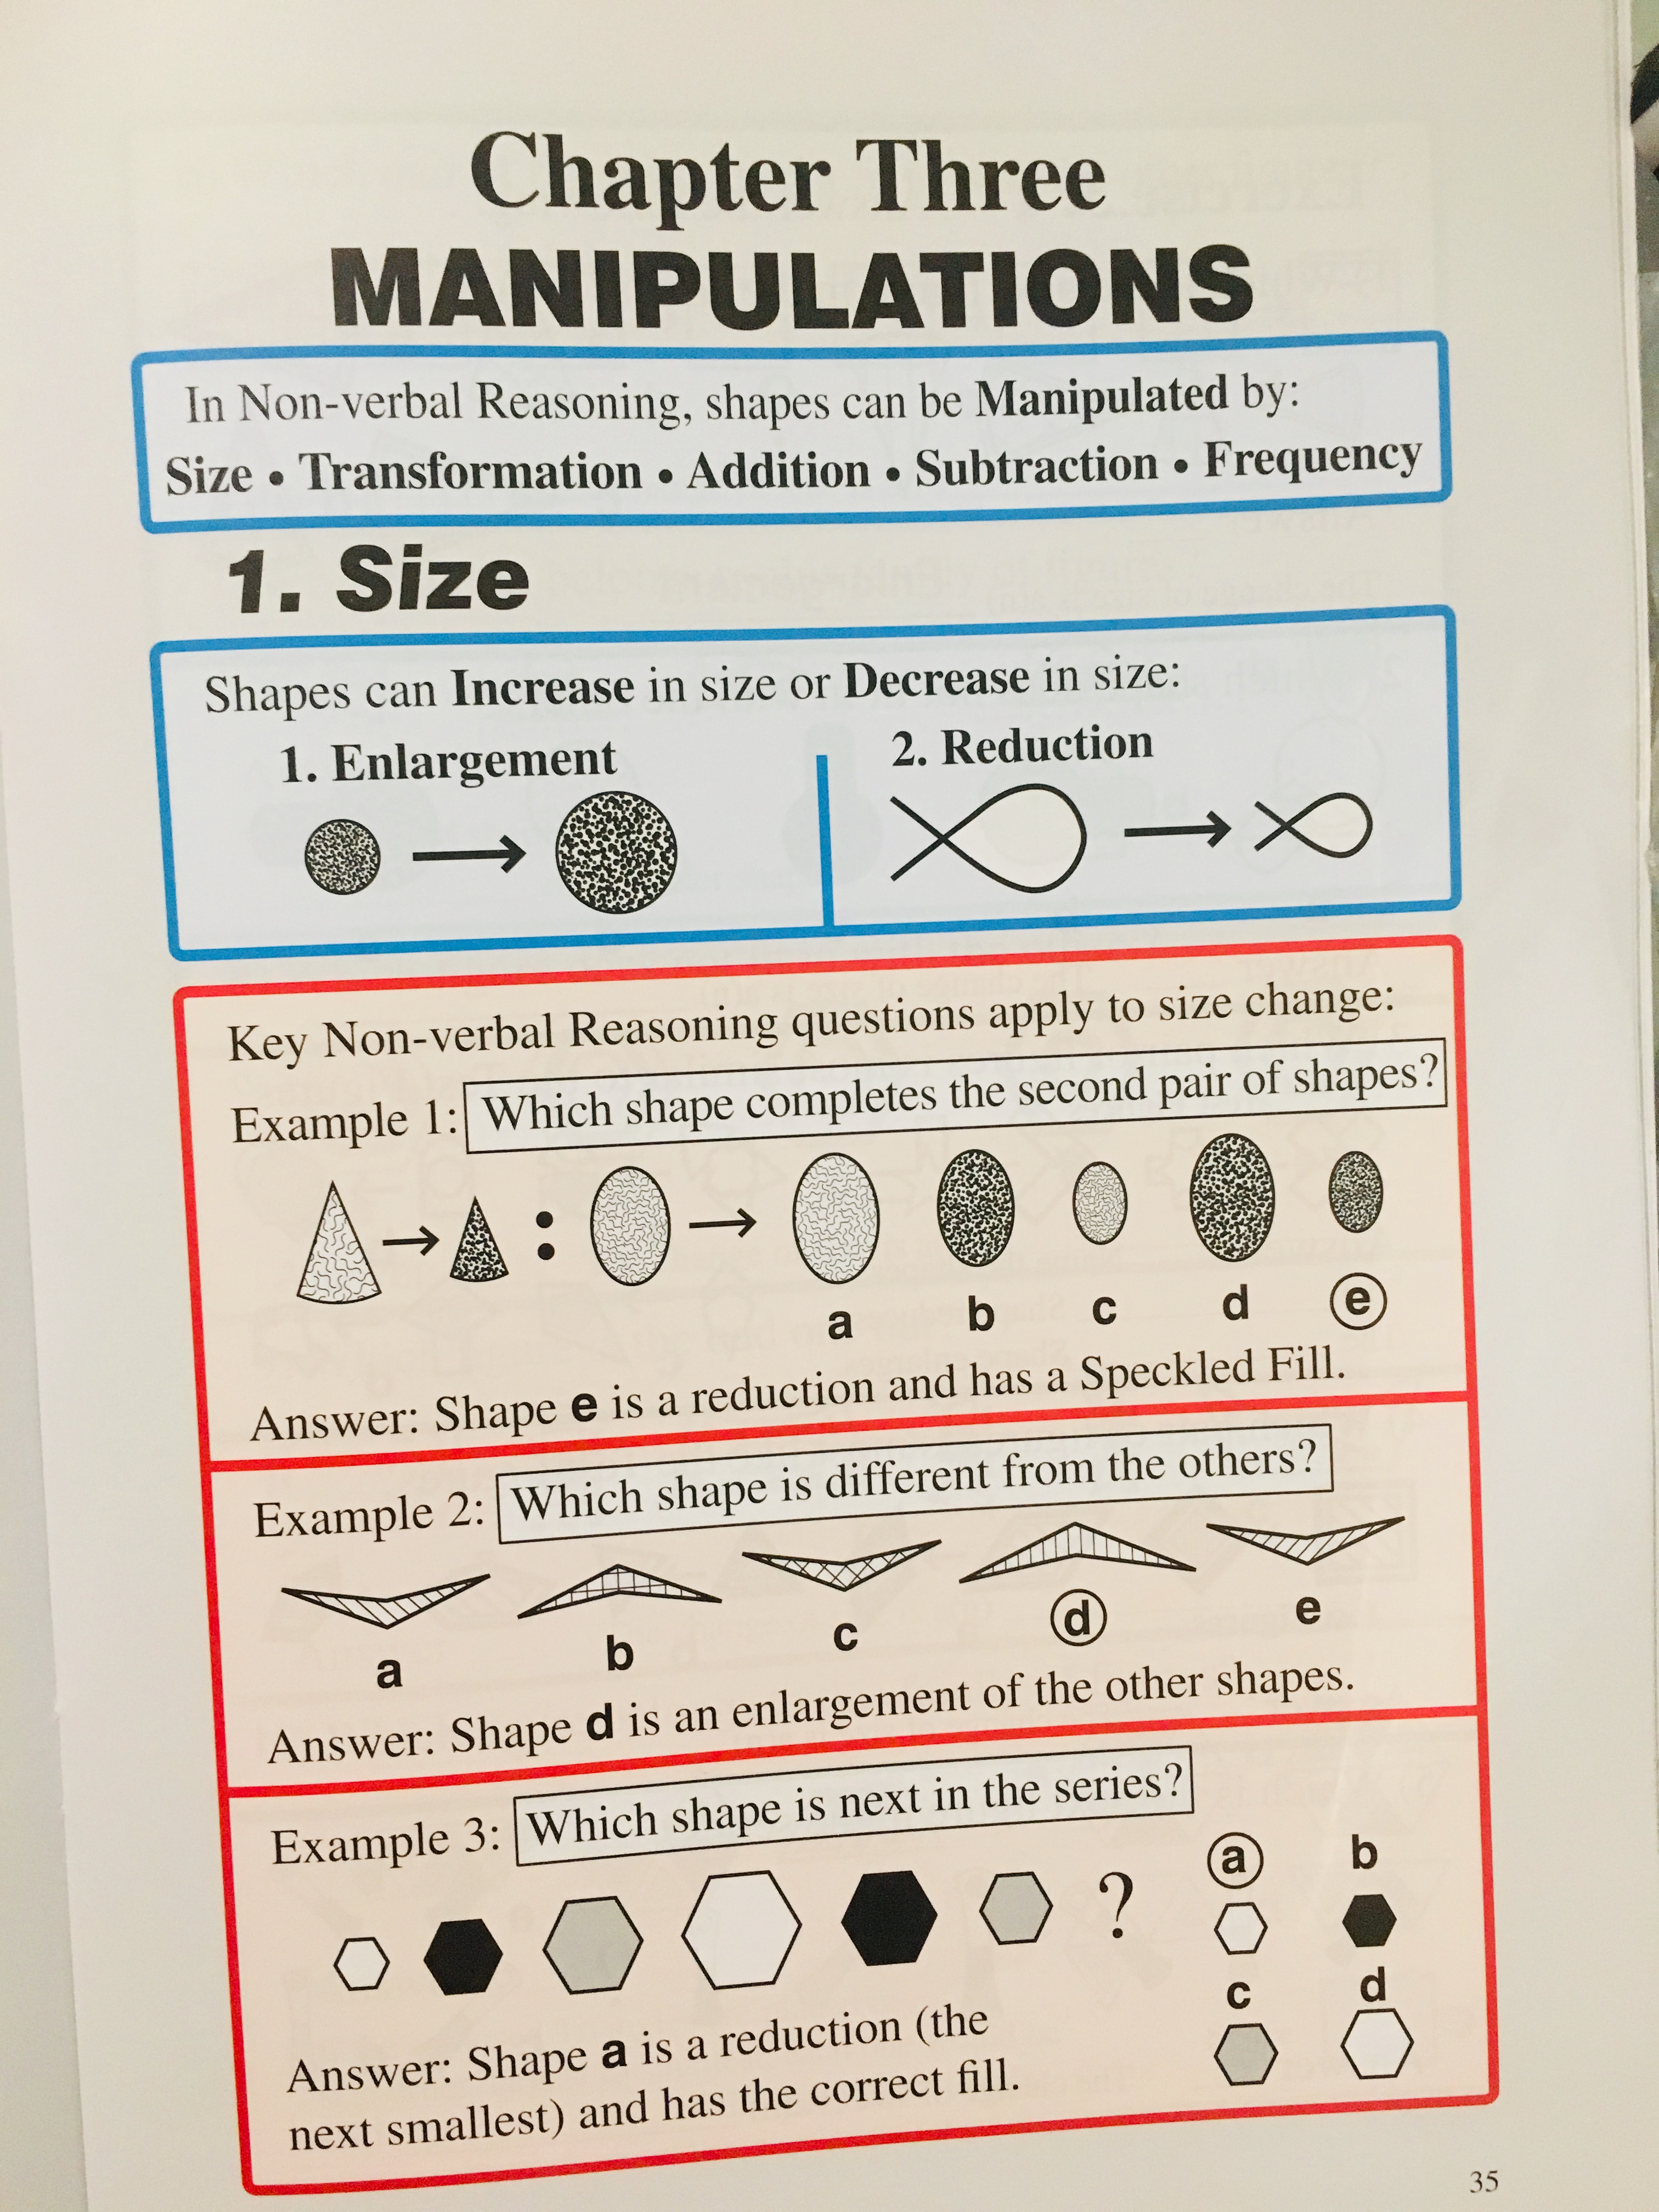 Chapter Three
MANIPULATIONS
In Non-verbal Reasoning, shapes can be Manipulated by:
Size • Transformation • Addition • Subtraction • Frequency
1. Size
Shapes can Increase in size or Decrease in size:
1. Enlargement
2. Reduction
Key Non-verbal Reasoning questions apply to size change:
Example 1: Which shape completes the second pair of shapes?
a b c d e
Answer: Shape e is a reduction and has a Speckled Fill.
Example 2: Which shape is different from the others?
a b c d e
Answer: Shape d is an enlargement of the other shapes.
Example 3: Which shape is next in the series?
a b
?
c d
Answer: Shape a is a reduction (the
next smallest) and has the correct fill.
35